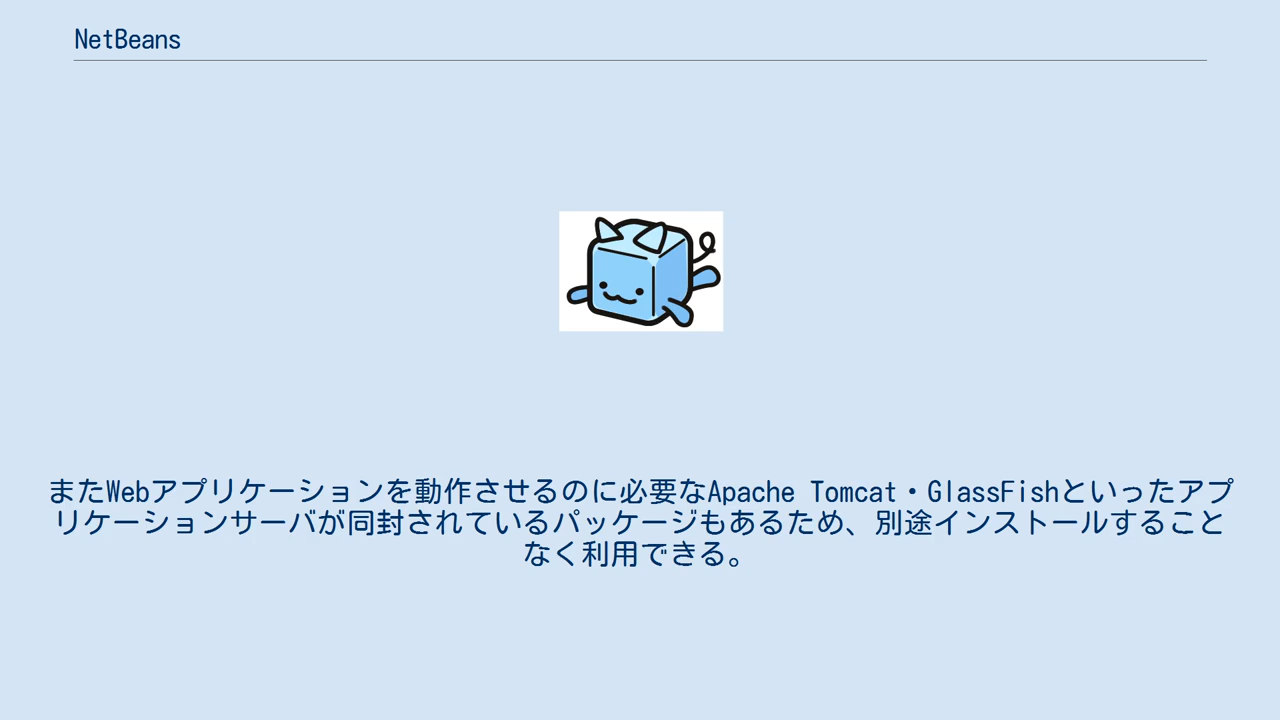 NetBeans
またWebアプリケーションを動作させるのに必要なApache Tomcat・GlassFishといったアプ
リケーションサーバが同封されているパッケージもあるため、別途インストールすること
なく利用できる。